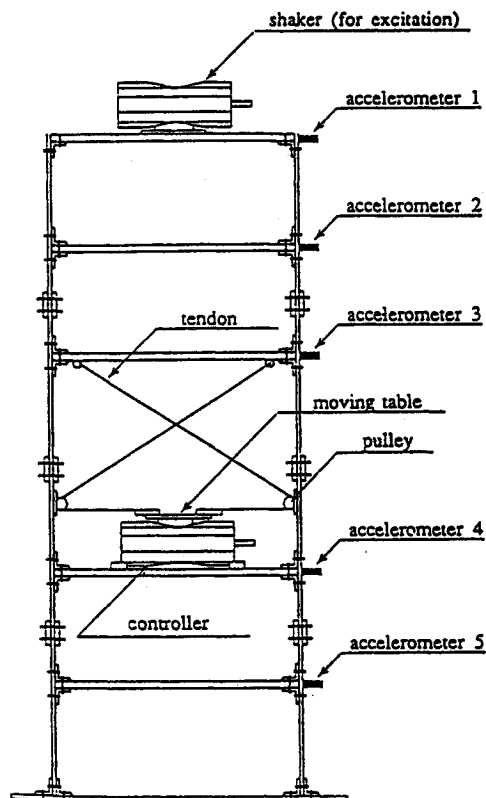 shaker (for excitation)
accelerometer 1
accelerometer 2
accelerometer 3
tendon
moving table
pulley
accelerometer 4
controller
accelerometer 5